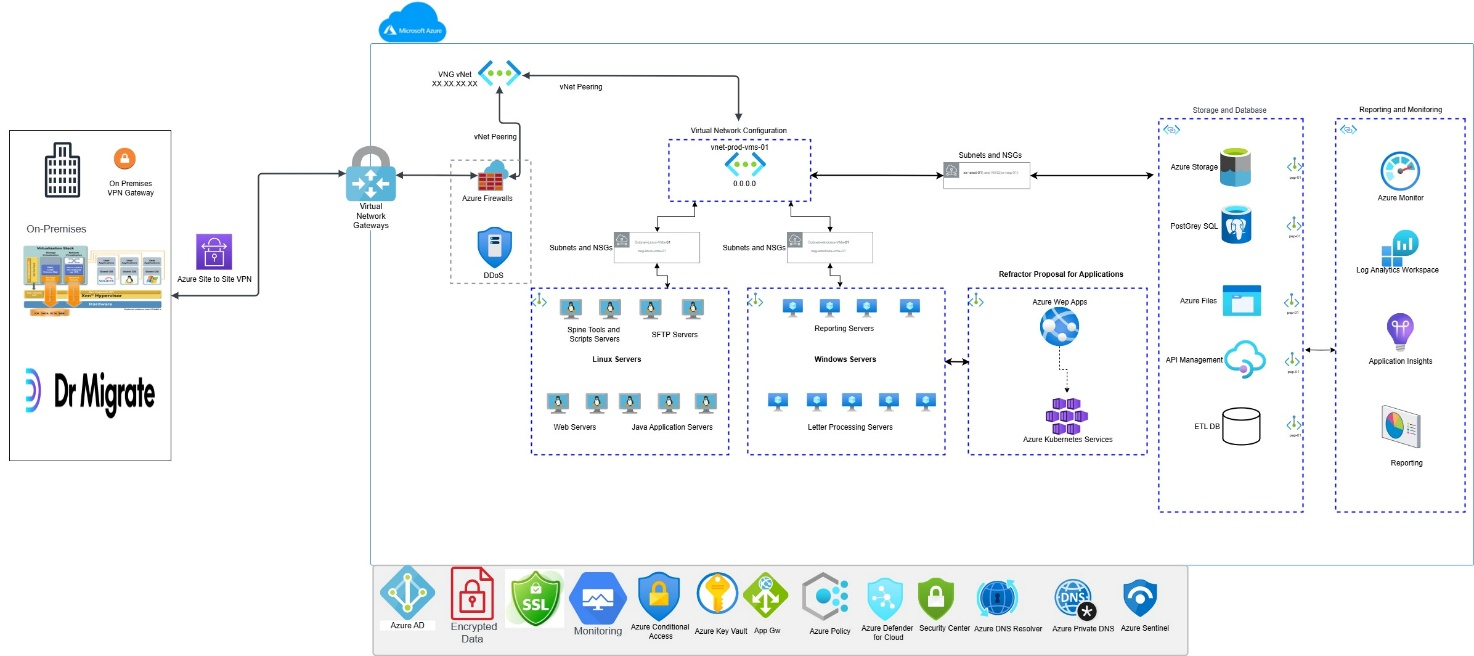 Microsoft Azure
VNG vNet
XX.XX.XX.XX
vNet Peering
vNet Peering
Virtual Network Configuration
vnet-prod-vms-01
0.0.0.0
Subnets and NSGs
Storage and Database
Reporting and Monitoring
On Premises
VPN Gateway
On-Premises
Virtualization Stack
Xen Hypervisor
Hardware
Dr Migrate
Azure Site to Site VPN
Virtual
Network
Gateways
Azure Firewalls
DDoS
Subnets and NSGs
Subnets and NSGs
Spine Tools and
Scripts Servers
SFTP Servers
Linux Servers
Web Servers
Java Application Servers
Reporting Servers
Windows Servers
Letter Processing Servers
Refractor Proposal for Applications
Azure Wep Apps
Azure Kubernetes Services
Azure Storage
PostGrey SQL
Azure Files
API Management
ETL DB
Azure Monitor
Log Analytics Workspace
Application Insights
Reporting
Azure AD
Encrypted
Data
SSL
Monitoring
Azure Conditional
Access
Azure Key Vault
App Gw
Azure Policy
Azure Defender
for Cloud
Security Center
Azure DNS Resolver
DNS
Azure Private DNS
Azure Sentinel